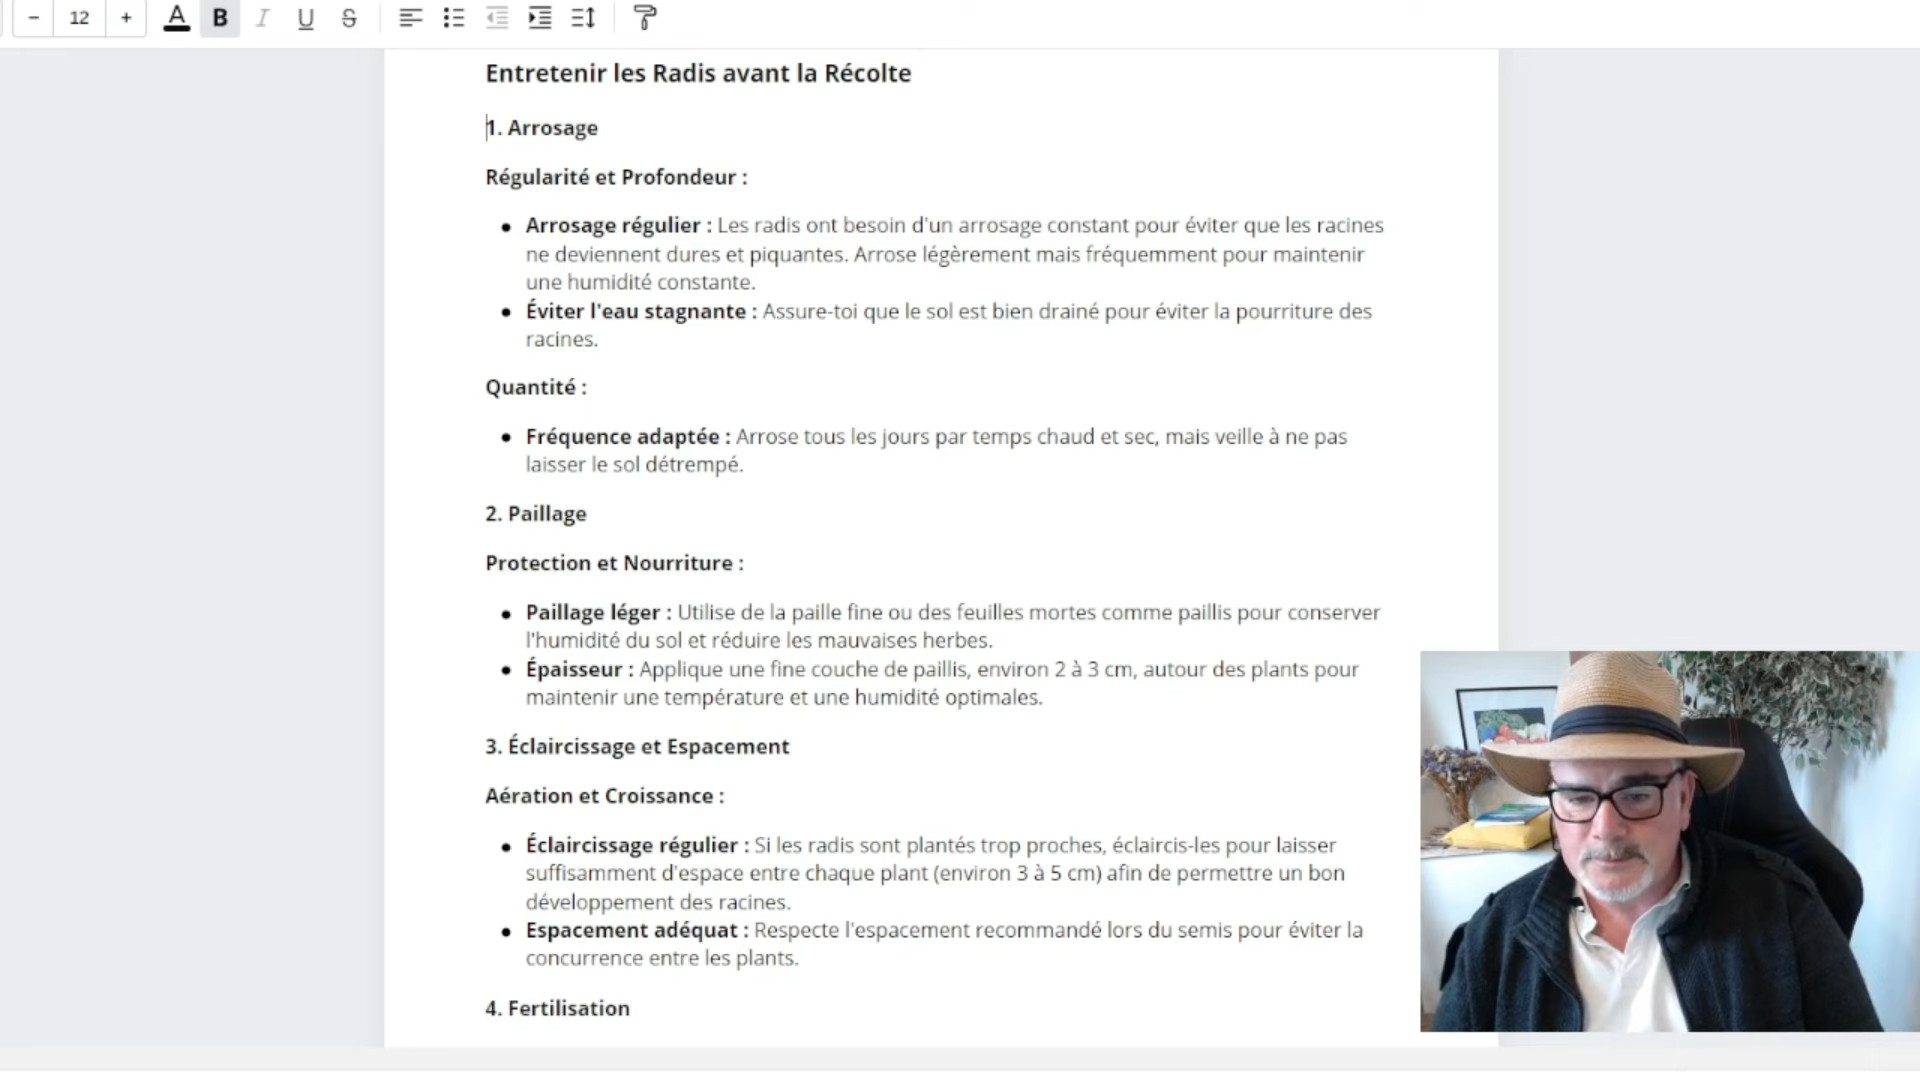 12
A B I U S
Entretenir les Radis avant la Récolte
1. Arrosage
Régularité et Profondeur :
Arrosage régulier : Les radis ont besoin d'un arrosage constant pour éviter que les racines
ne deviennent dures et piquantes. Arrose légèrement mais fréquemment pour maintenir
une humidité constante.
Éviter l'eau stagnante : Assure-toi que le sol est bien drainé pour éviter la pourriture des
racines.
Quantité :
Fréquence adaptée : Arrose tous les jours par temps chaud et sec, mais veille à ne pas
laisser le sol détrempé.
2. Paillage
Protection et Nourriture :
Paillage léger : Utilise de la paille fine ou des feuilles mortes comme paillis pour conserver
l'humidité du sol et réduire les mauvaises herbes.
Épaisseur : Applique une fine couche de paillis, environ 2 à 3 cm, autour des plants pour
maintenir une température et une humidité optimales.
3. Éclaircissage et Espacement
Aération et Croissance :
Éclaircissage régulier : Si les radis sont plantés trop proches, éclaircis-les pour laisser
suffisamment d'espace entre chaque plant (environ 3 à 5 cm) afin de permettre un bon
développement des racines.
Espacement adéquat : Respecte l'espacement recommandé lors du semis pour éviter la
concurrence entre les plants.
4. Fertilisation